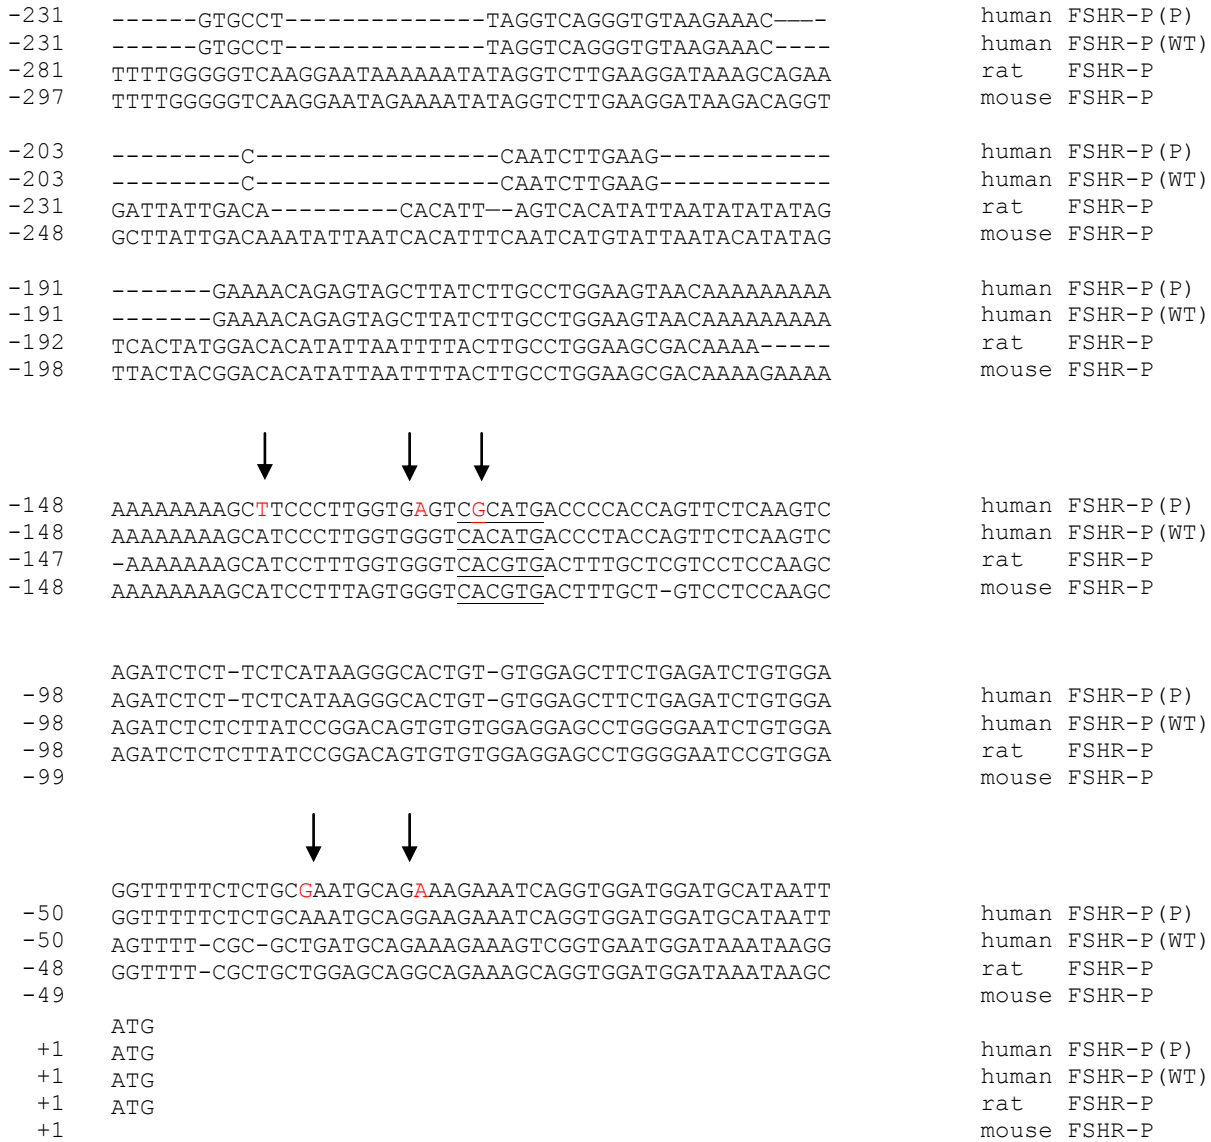 -231 ------GTGCCT---------------TAGGTCAGGGTGTAAGAAAC—–-- human FSHR-P(P)
-231 ------GTGCCT---------------TAGGTCAGGGTGTAAGAAAC---- human FSHR-P(WT)
-281 TTTTGGGGGTCAAGGAATAAAAAATATAGGTCTTGAAGGATAAAGCAGAA rat FSHR-P
-297 TTTTGGGGGTCAAGGAATAGAAAATATAGGTCTTGAAGGATAAGACAGGT mouse FSHR-P
-203 ---------C---------------CAATCTTGAAG------------ human FSHR-P(P)
-203 ---------C---------------CAATCTTGAAG------------ human FSHR-P(WT)
-231 GATTATTGACA---------CACATT—-AGTCACATATTAATATATATAG rat FSHR-P
-248 GCTTATTGACAAATATTAATCACATTTCAATCATGTATTAATACATATAG mouse FSHR-P
-191 -------GAAAACAGAGTAGCTTATCTTGCCTGGAAGTAACAAAAAAAAA human FSHR-P(P)
-191 -------GAAAACAGAGTAGCTTATCTTGCCTGGAAGTAACAAAAAAAAA human FSHR-P(WT)
-192 TCACTATGGACACATATTAATTTTACTTGCCTGGAAGCGACAAAA----- rat FSHR-P
-198 TTACTACGGACACATATTAATTTTACTTGCCTGGAAGCGACAAAAGAAAA mouse FSHR-P
-148 AAAAAAAAGCTTCCCTTGGTGAGTCGCATGACCCCACCAGTTCTCAAGTC human FSHR-P(P)
-148 AAAAAAAAGCATCCCTTGGTGGGTCACATGACCCTACCAGTTCTCAAGTC human FSHR-P(WT)
-147 -AAAAAAAGCATCCTTTGGTGGGTCACGTGACTTTGCTCGTCCTCCAAGC rat FSHR-P
-148 AAAAAAAAGCATCCTTTAGTGGGTCACGTGACTTTGCT-GTCCTCCAAGC mouse FSHR-P
AGATCTCT-TCTCATAAGGGCACTGT-GTGGAGCTTCTGAGATCTGTGGA
-98 AGATCTCT-TCTCATAAGGGCACTGT-GTGGAGCTTCTGAGATCTGTGGA human FSHR-P(P)
-98 AGATCTCTCTTATCCGGACAGTGTGTGGAGGAGCCTGGGGAATCTGTGGA human FSHR-P(WT)
-98 AGATCTCTCTTATCCGGACAGTGTGTGGAGGAGCCTGGGGAATCCGTGGA rat FSHR-P
-99 mouse FSHR-P
GGTTTTTCTCTGCGAATGCAGAAAGAAATCAGGTGGATGGATGCATAATT
-50 GGTTTTTCTCTGCAAATGCAGGAAGAAATCAGGTGGATGGATGCATAATT human FSHR-P(P)
-50 AGTTTT-CGC-GCTGATGCAGAAAGAAAGTCGGTGAATGGATAAATAAGG human FSHR-P(WT)
-48 GGTTTT-CGCTGCTGGAGCAGGCAGAAAGCAGGTGGATGGATAAATAAGC rat FSHR-P
-49 mouse FSHR-P
ATG
+1 ATG human FSHR-P(P)
+1 ATG human FSHR-P(WT)
+1 ATG rat FSHR-P
+1 mouse FSHR-P